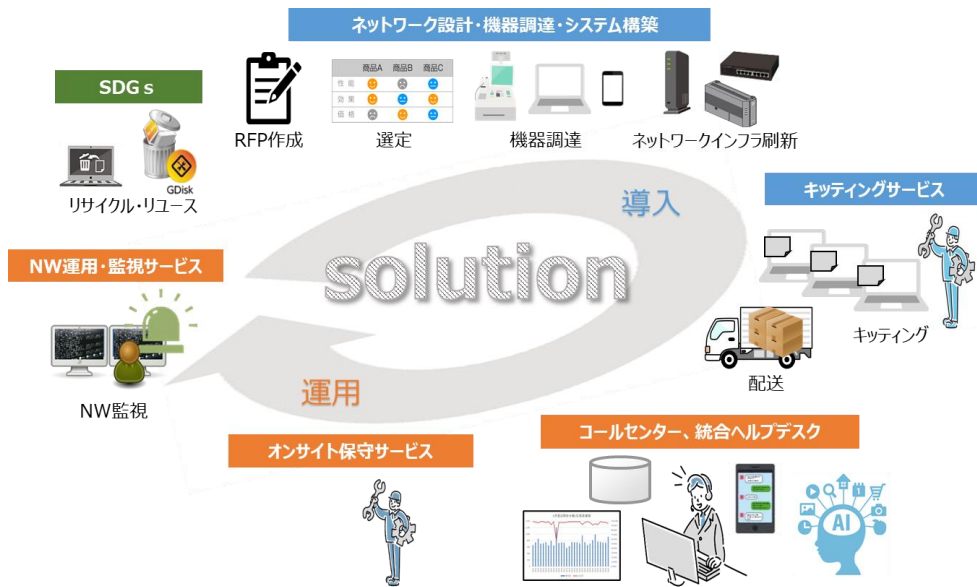 ネットワーク設計・機器調達・システム構築
SDGs
商品A 商品B 商品C
性能
効果
価格
RFP作成
選定
機器調達
ネットワークインフラ刷新
GDisk
リサイクル・リユース
導入
キッティングサービス
NW運用・監視サービス
solution
キッティング
配送
NW監視
運用
コールセンター、統合ヘルプデスク
オンサイト保守サービス
AI